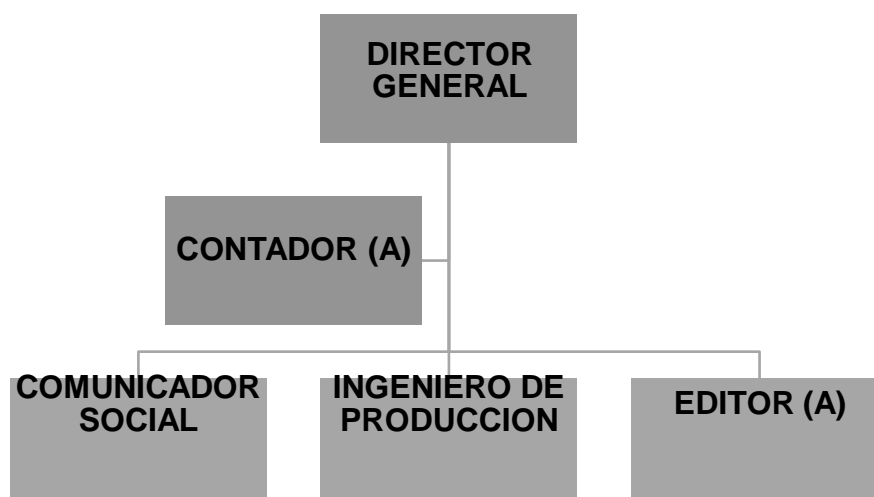 DIRECTOR
GENERAL
CONTADOR (A)
COMUNICADOR
SOCIAL
INGENIERO DE
PRODUCCION
EDITOR (A)